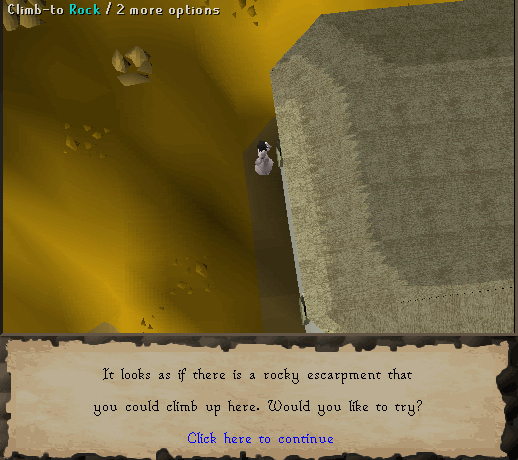 Climb-to Rock / 2 more options
It looks as if there is a rocky escarpment that
you could climb up here. Would you like to try?
Click here to continue